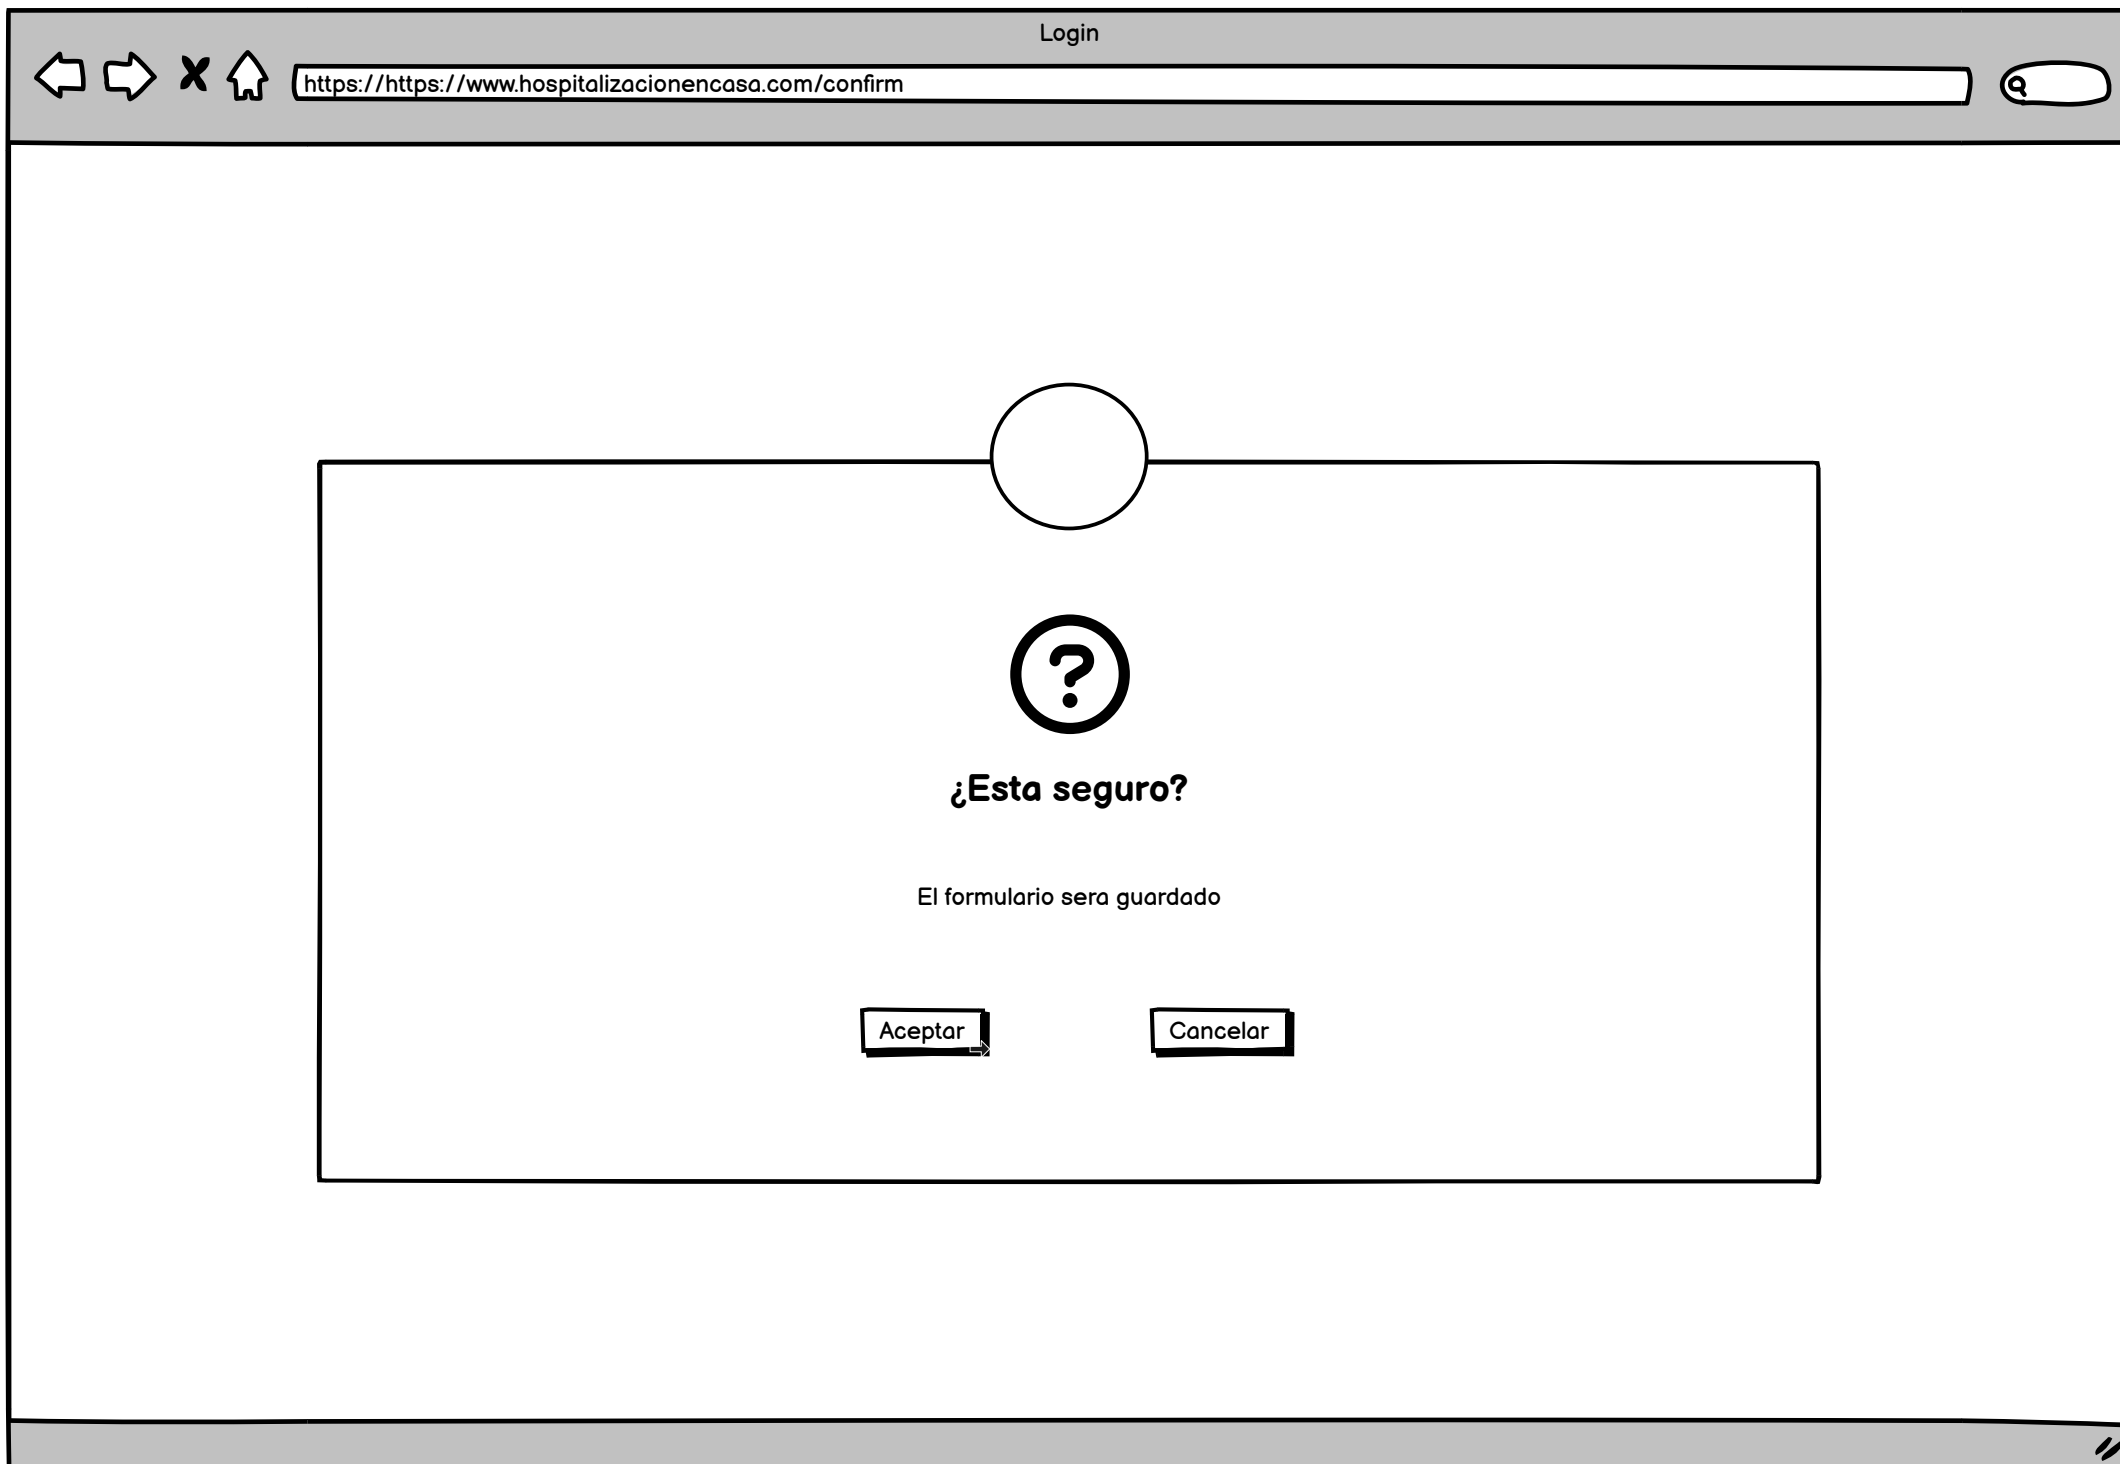 Login
https://https://www.hospitalizacionencasa.com/confirm
¿Esta seguro?
El formulario sera guardado
Aceptar
Cancelar